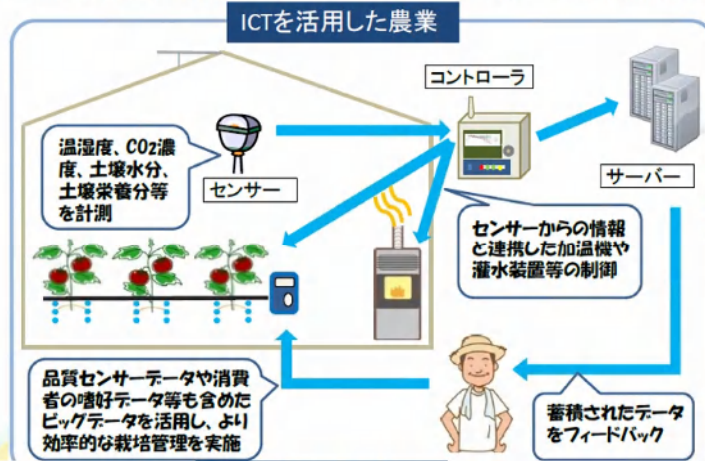 ICTを活用した農業
コントローラ
温湿度、CO2濃
度、土壌水分、
土壌栄養分等
を計測
センサー
サーバー
センサーからの情報
と連携した加温機や
灌水装置等の制御
品質センサーデータや消費
者の嗜好データ等も含めた
ビッグデータを活用し、より
効率的な栽培管理を実施
蓄積されたデータ
をフィードバック